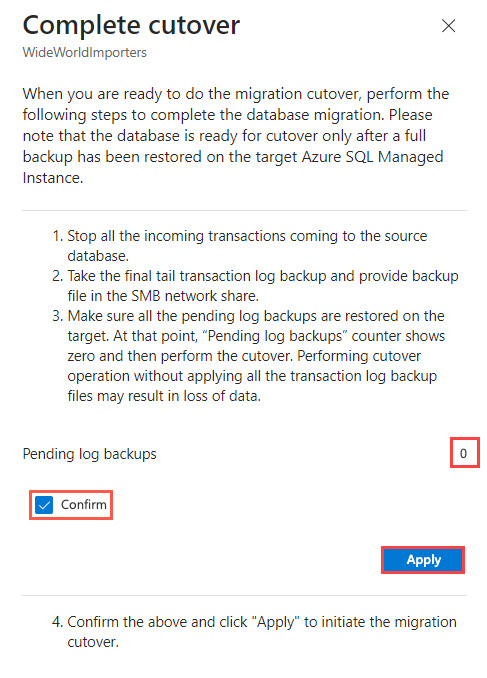 Complete cutover
WideWorldImporters
When you are ready to do the migration cutover, perform the
following steps to complete the database migration. Please
note that the database is ready for cutover only after a full
backup has been restored on the target Azure SQL Managed
Instance.
1. Stop all the incoming transactions coming to the source
database.
2. Take the final tail transaction log backup and provide backup
file in the SMB network share.
3. Make sure all the pending log backups are restored on the
target. At that point, “Pending log backups” counter shows
zero and then perform the cutover. Performing cutover
operation without applying all the transaction log backup
files may result in loss of data.
Pending log backups 0
Confirm
Apply
4. Confirm the above and click "Apply" to initiate the migration
cutover.